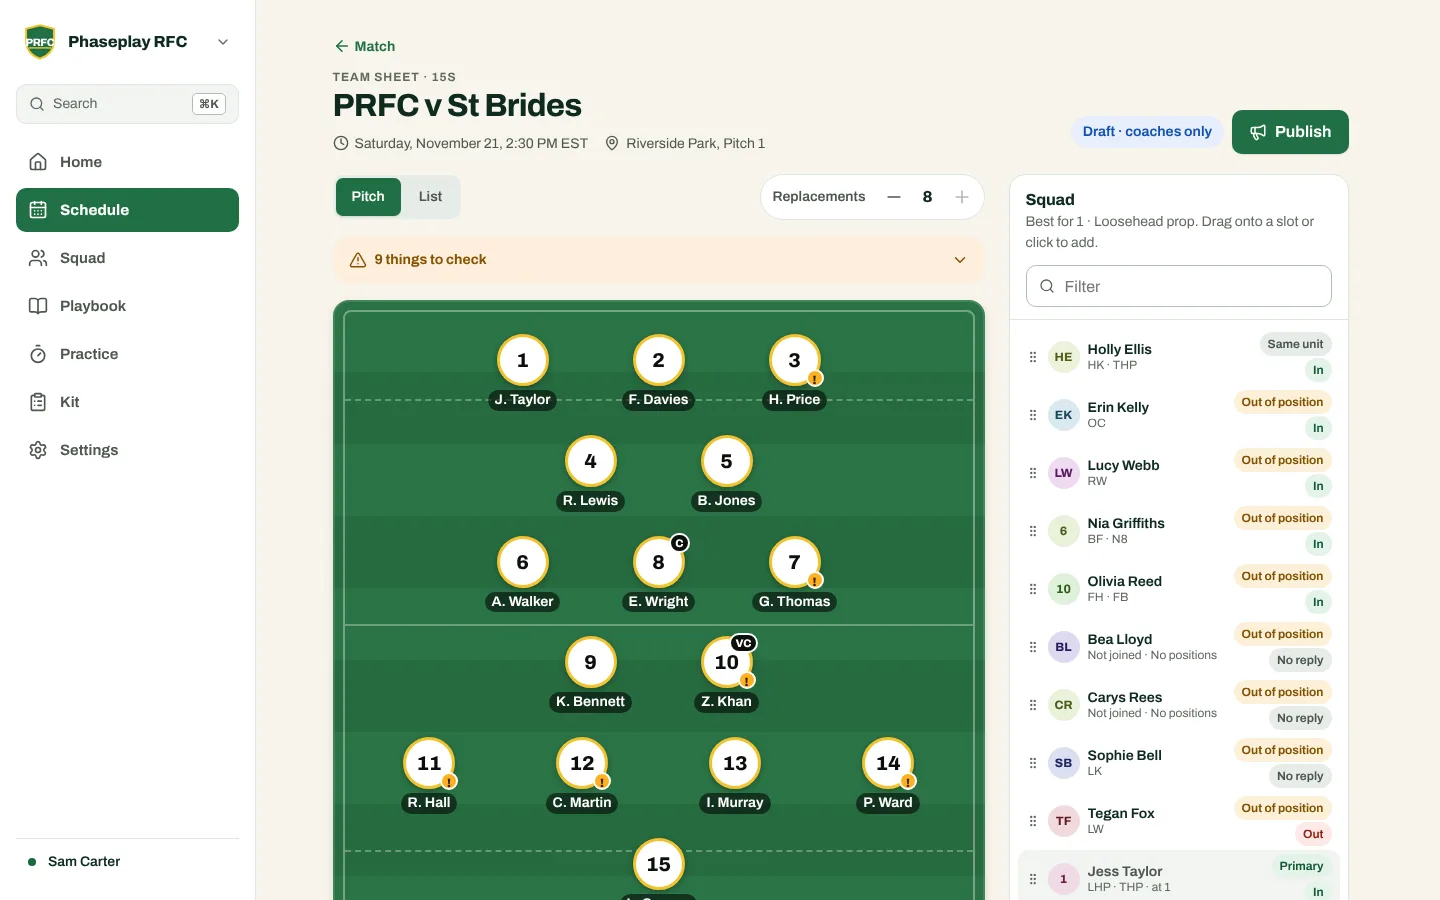 PRFC
Phaseplay RFC
Search
⌘K
Home
Schedule
Squad
Playbook
Practice
Kit
Settings
Sam Carter
Match
TEAM SHEET · 15S
PRFC v St Brides
Saturday, November 21, 2:30 PM EST
Riverside Park, Pitch 1
Draft · coaches only
Publish
Pitch
List
Replacements
8
9 things to check
1
2
3
!
J. Taylor
F. Davies
H. Price
4
5
R. Lewis
B. Jones
C
6
8
7
!
A. Walker
E. Wright
G. Thomas
VC
9
10
!
K. Bennett
Z. Khan
11
!
12
!
13
14
!
R. Hall
C. Martin
I. Murray
P. Ward
15
Squad
Best for 1 · Loosehead prop. Drag onto a slot or
click to add.
Filter
HE
Holly Ellis
HK · THP
Same unit
In
EK
Erin Kelly
OC
Out of position
In
LW
Lucy Webb
RW
Out of position
In
6
Nia Griffiths
BF · N8
Out of position
In
10
Olivia Reed
FH · FB
Out of position
In
BL
Bea Lloyd
Not joined · No positions
Out of position
No reply
CR
Carys Rees
Not joined · No positions
Out of position
No reply
SB
Sophie Bell
LK
Out of position
No reply
TF
Tegan Fox
LW
Out of position
Out
1
Jess Taylor
LHP · THP · at 1
Primary
In